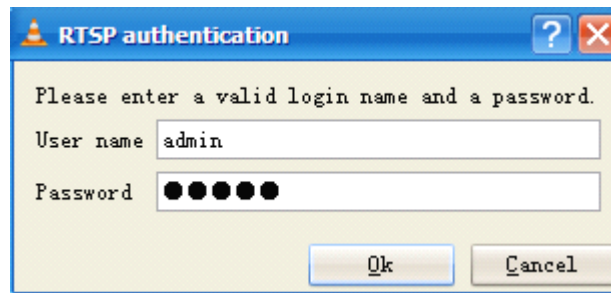 RTSP authentication
Please enter a valid login name and a password.
User name admin
Password ●●●●●
Ok Cancel